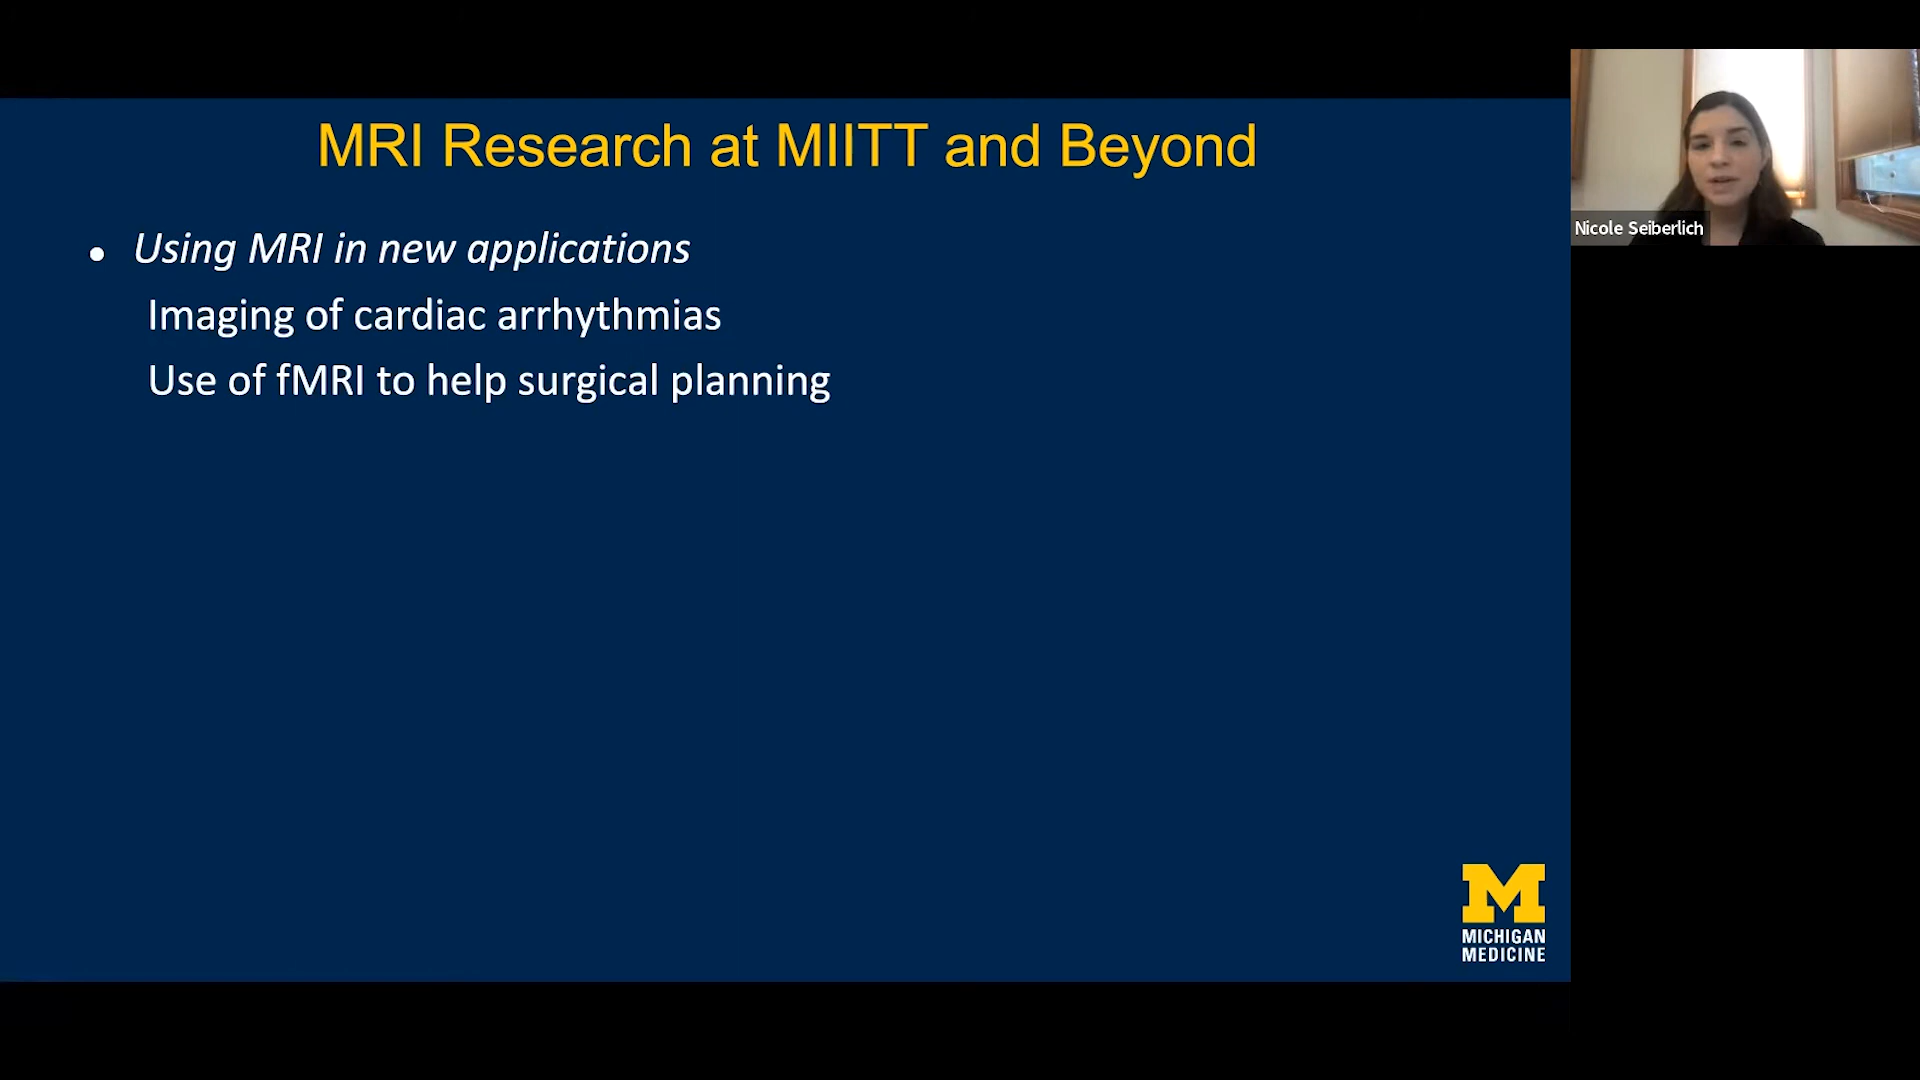 MRI Research at MIITT and Beyond
• Using MRI in new applications
Imaging of cardiac arrhythmias
Use of fMRI to help surgical planning
Nicole Seiberlich
M
MICHIGAN
MEDICINE